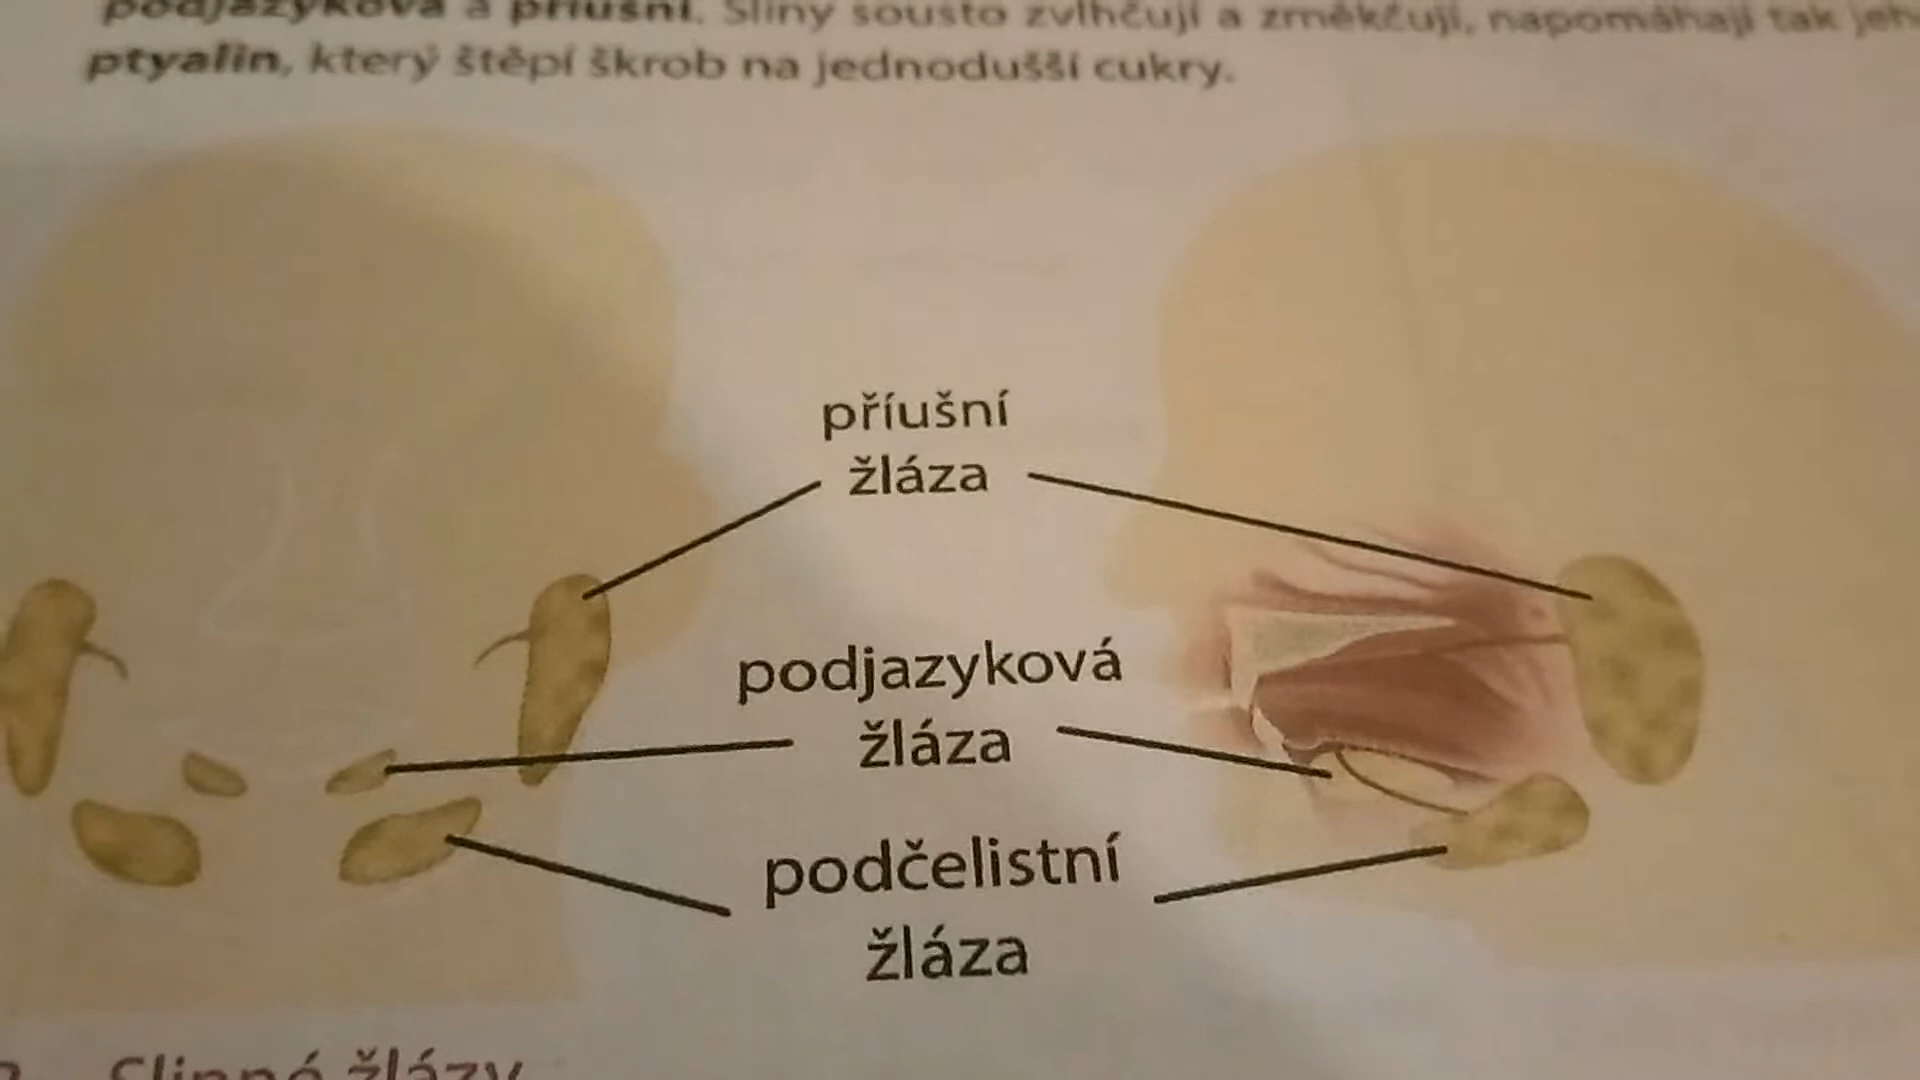 podjazyková a příušní. Sliny sousto zvlhčují a změkčují, napomáhají tak
ptyalin, který štěpí škrob na jednodušší cukry.
příušní
žláza
podjazyková
žláza
podčelistní
žláza
Slinné žlázy